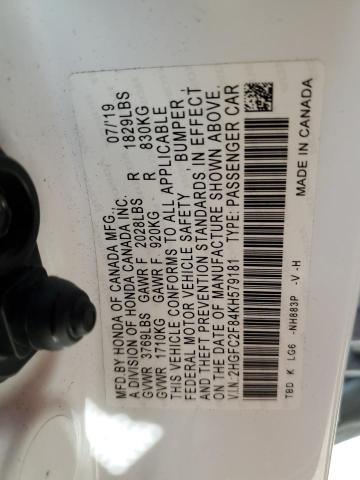 MFD.BY HONDA OF CANADA MFG., 07/19
A DIVISION OF HONDA CANADA INC.
GVWR 3769LBS GAWR F 2028LBS R 1829LBS
GVWR 1710KG GAWR F 920KG R 830KG
THIS VEHICLE CONFORMS TO ALL APPLICABLE
FEDERAL MOTOR VEHICLE SAFETY, BUMPER,
AND THEFT PREVENTION STANDARDS IN EFFECT
ON THE DATE OF MANUFACTURE SHOWN ABOVE.
V.I.N: 2HGFC2F84KH579181 TYPE: PASSENGER CAR
TBD K LG6 -NH883P -V -H MADE IN CANADA